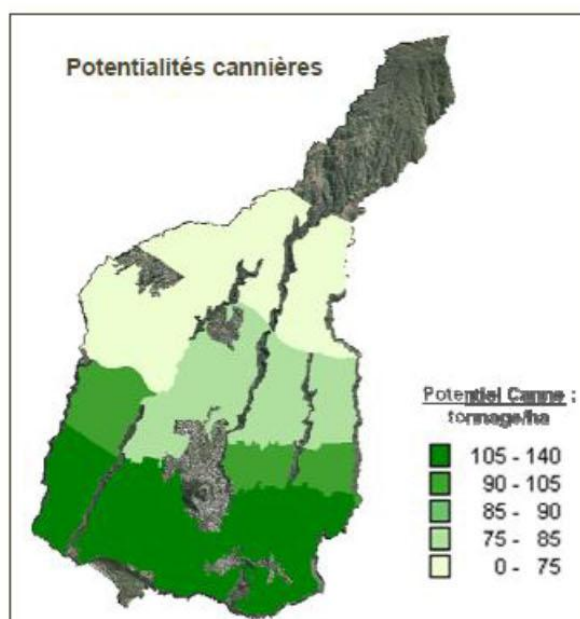 Potentialités cannières
Potentiel Canne :
tonnage/ha
105 - 140
90 - 105
85 - 90
75 - 85
0 - 75